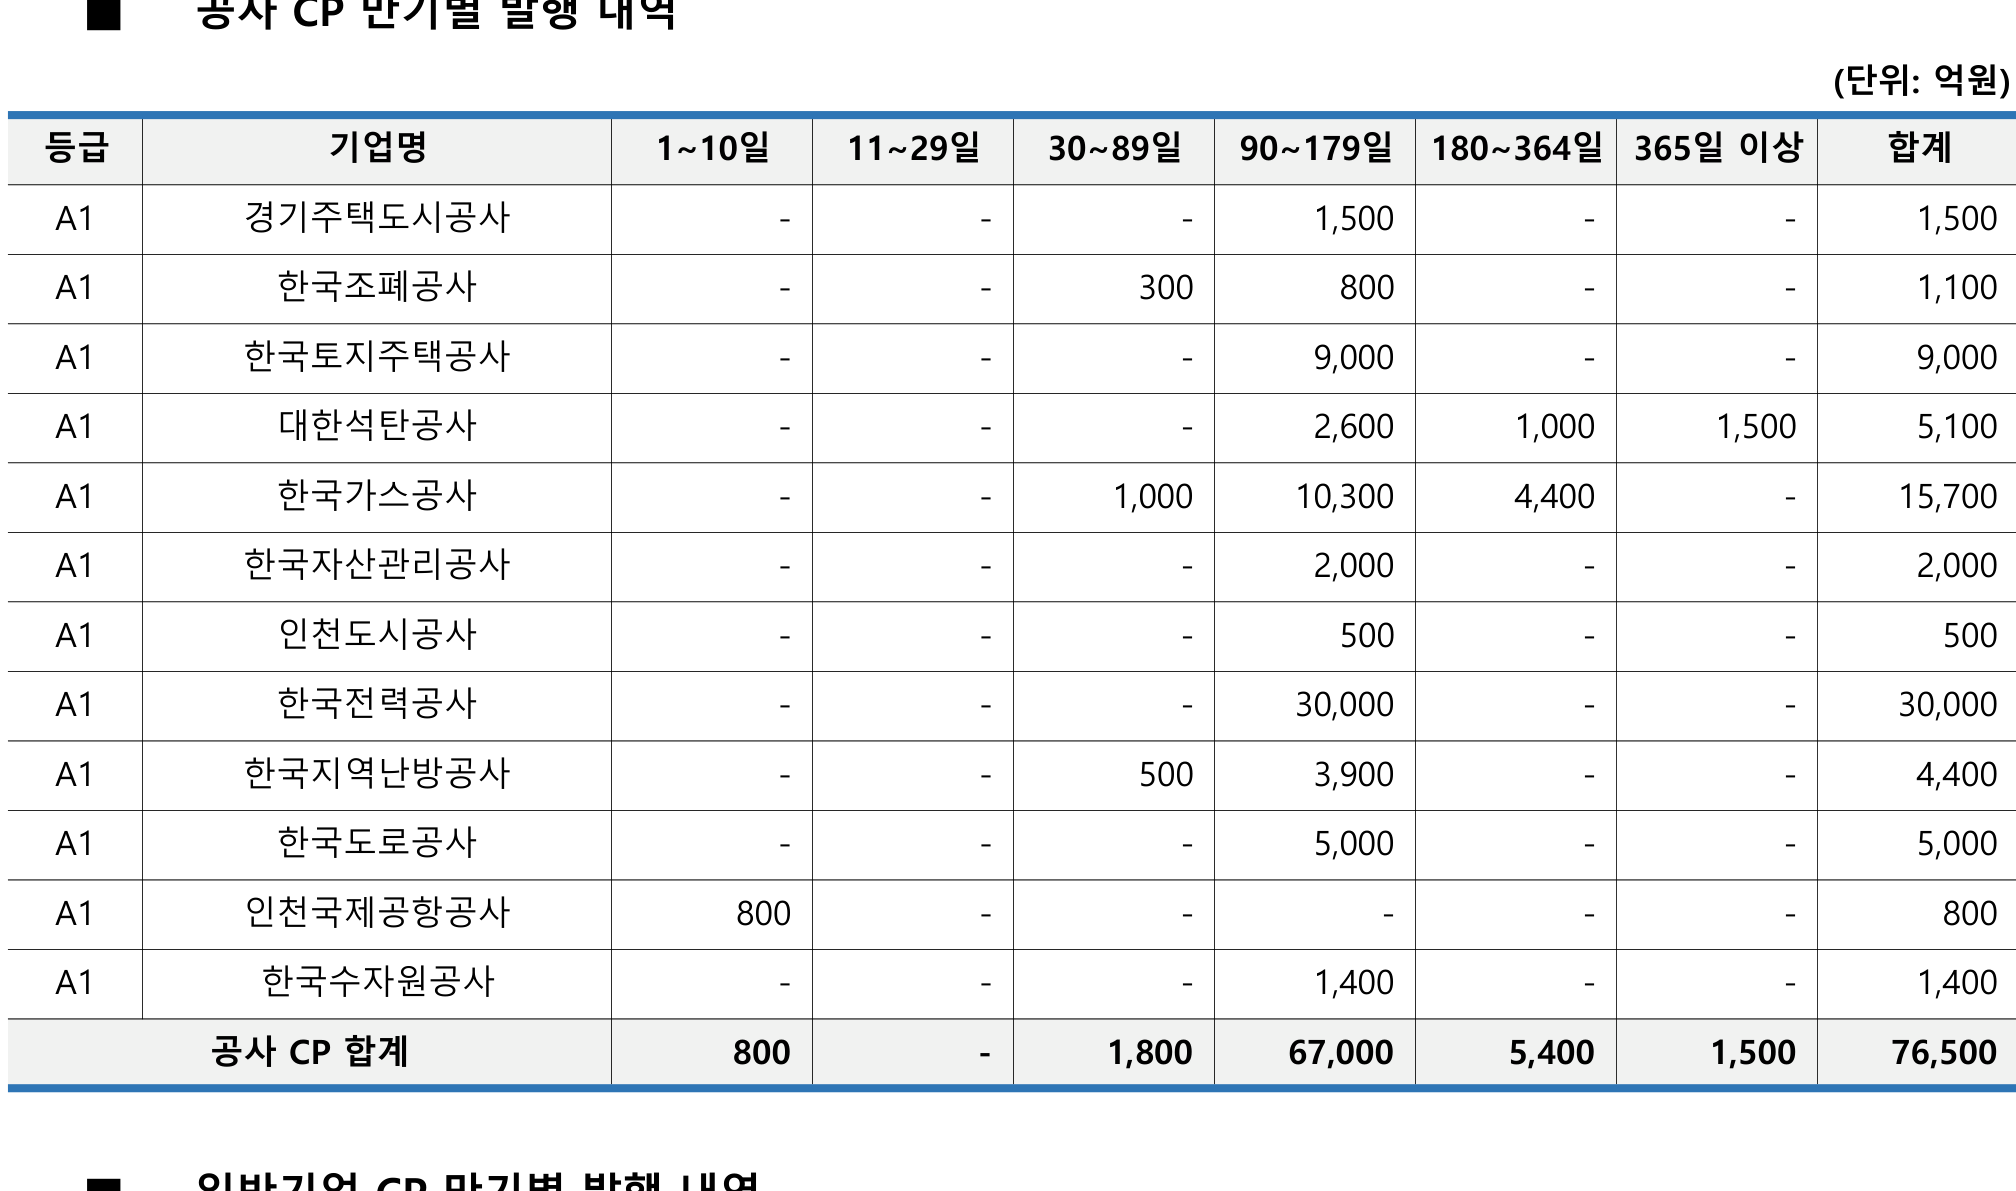 ■ 공사 CP 만기별 발행 내역
(단위: 억원)
등급 기업명 1~10일 11~29일 30~89일 90~179일 180~364일 365일 이상 합계
A1 경기주택도시공사 - - - 1,500 - - 1,500
A1 한국조폐공사 - - 300 800 - - 1,100
A1 한국토지주택공사 - - - 9,000 - - 9,000
A1 대한석탄공사 - - - 2,600 1,000 1,500 5,100
A1 한국가스공사 - - 1,000 10,300 4,400 - 15,700
A1 한국자산관리공사 - - - 2,000 - - 2,000
A1 인천도시공사 - - - 500 - - 500
A1 한국전력공사 - - - 30,000 - - 30,000
A1 한국지역난방공사 - - 500 3,900 - - 4,400
A1 한국도로공사 - - - 5,000 - - 5,000
A1 인천국제공항공사 800 - - - - - 800
A1 한국수자원공사 - - - 1,400 - - 1,400
공사 CP 합계 800 - 1,800 67,000 5,400 1,500 76,500
■ 일반기업 CP 만기별 발행 내역